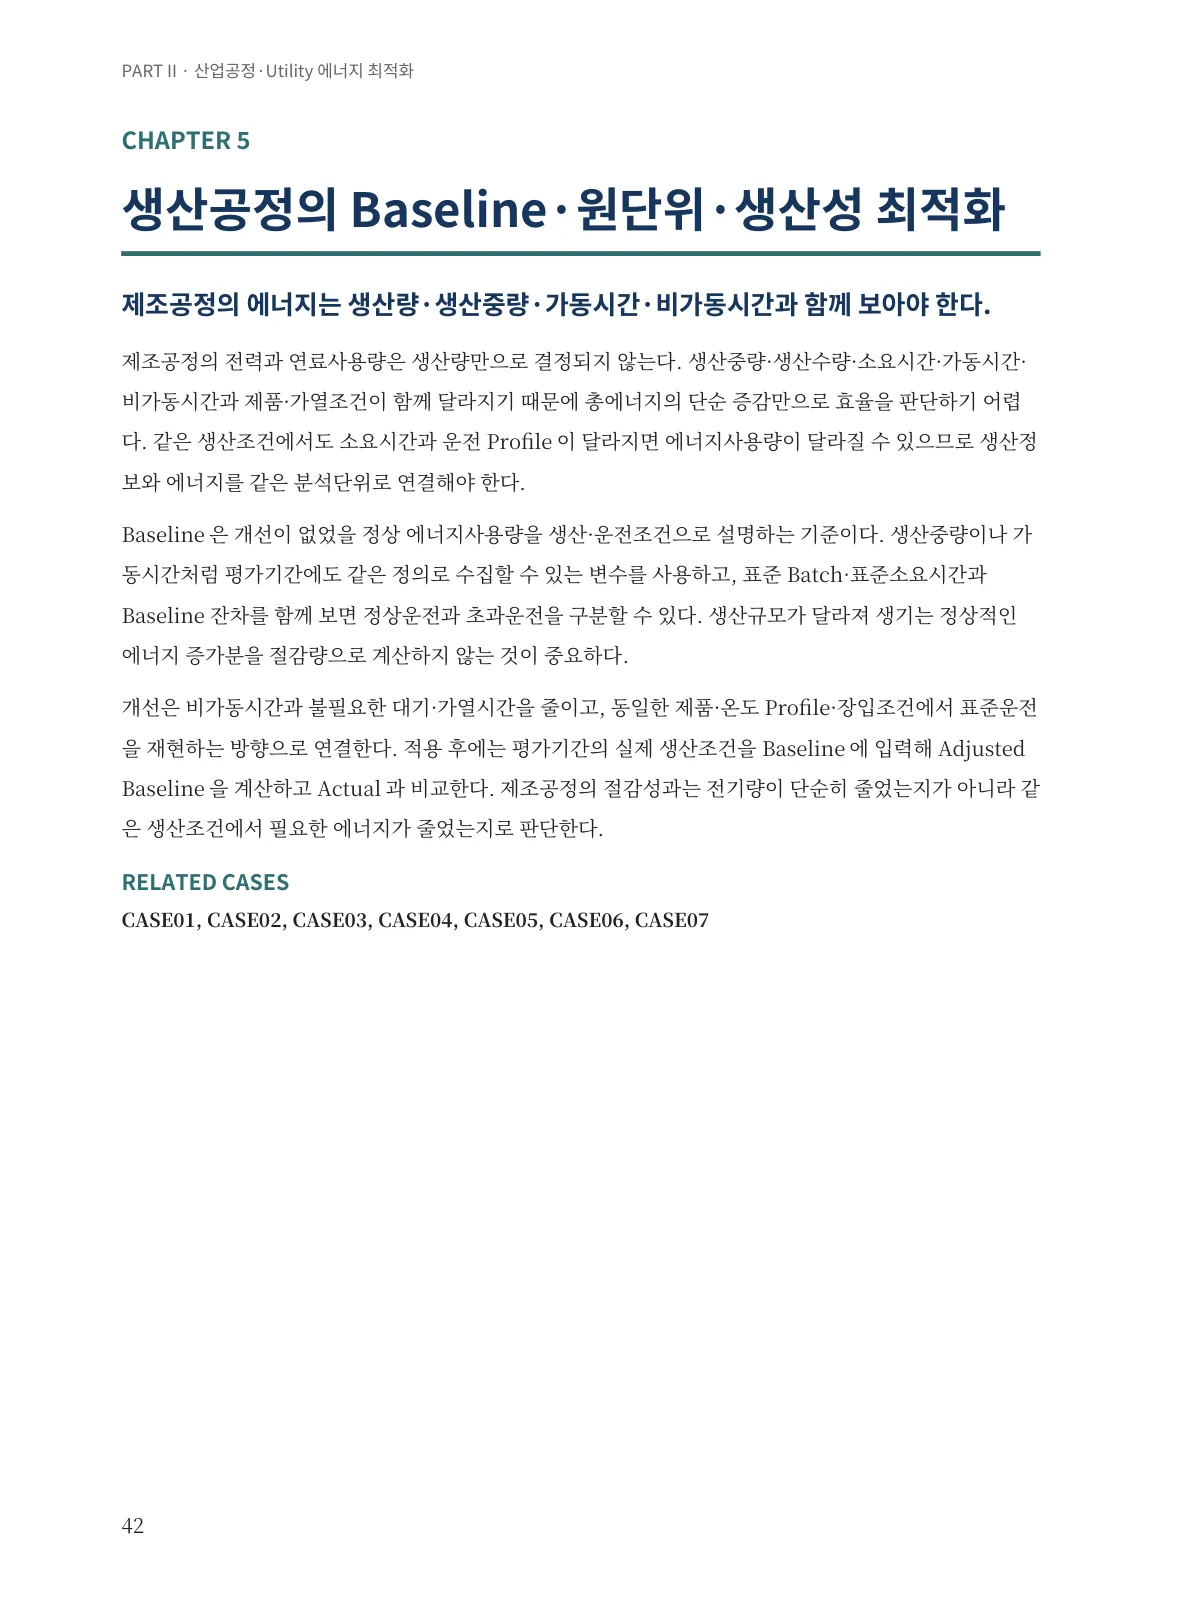 PART II · 산업공정·Utility 에너지 최적화
CHAPTER 5
생산공정의 Baseline·원단위·생산성 최적화
제조공정의 에너지는 생산량·생산중량·가동시간·비가동시간과 함께 보아야 한다.
제조공정의 전력과 연료사용량은 생산량만으로 결정되지 않는다. 생산중량·생산수량·소요시간·가동시간·
비가동시간과 제품·가열조건이 함께 달라지기 때문에 총에너지의 단순 증감만으로 효율을 판단하기 어렵
다. 같은 생산조건에서도 소요시간과 운전 Profile 이 달라지면 에너지사용량이 달라질 수 있으므로 생산정
보와 에너지를 같은 분석단위로 연결해야 한다.
Baseline 은 개선이 없었을 정상 에너지사용량을 생산·운전조건으로 설명하는 기준이다. 생산중량이나 가
동시간처럼 평가기간에도 같은 정의로 수집할 수 있는 변수를 사용하고, 표준 Batch·표준소요시간과
Baseline 잔차를 함께 보면 정상운전과 초과운전을 구분할 수 있다. 생산규모가 달라져 생기는 정상적인
에너지 증가분을 절감량으로 계산하지 않는 것이 중요하다.
개선은 비가동시간과 불필요한 대기·가열시간을 줄이고, 동일한 제품·온도 Profile·장입조건에서 표준운전
을 재현하는 방향으로 연결한다. 적용 후에는 평가기간의 실제 생산조건을 Baseline 에 입력해 Adjusted
Baseline 을 계산하고 Actual 과 비교한다. 제조공정의 절감성과는 전기량이 단순히 줄었는지가 아니라 같
은 생산조건에서 필요한 에너지가 줄었는지로 판단한다.
RELATED CASES
CASE01, CASE02, CASE03, CASE04, CASE05, CASE06, CASE07
42